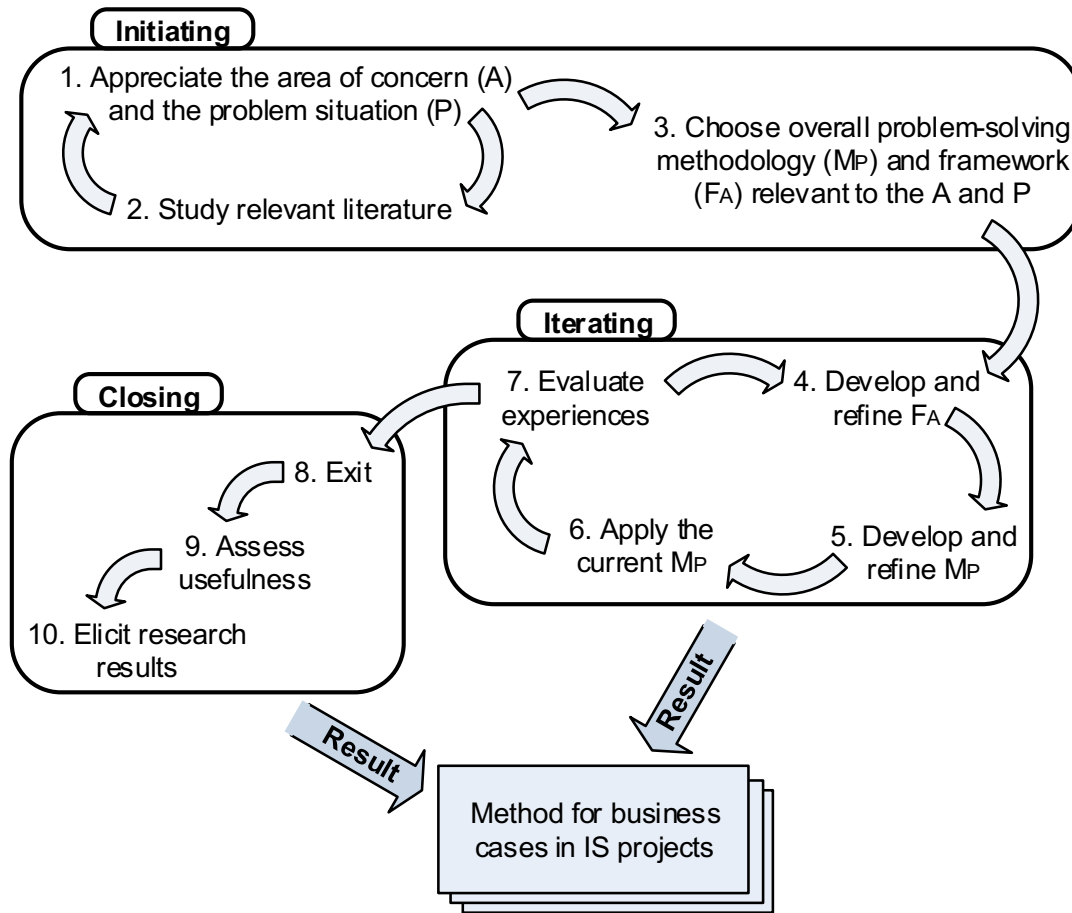 Initiating
1. Appreciate the area of concern (A)
and the problem situation (P)
2. Study relevant literature
3. Choose overall problem-solving
methodology (MP) and framework
(FA) relevant to the A and P
Iterating
7. Evaluate
experiences
4. Develop and
refine FA
6. Apply the
current MP
5. Develop and
refine MP
Closing
8. Exit
9. Assess
usefulness
10. Elicit research
results
Result
Result
Method for business
cases in IS projects